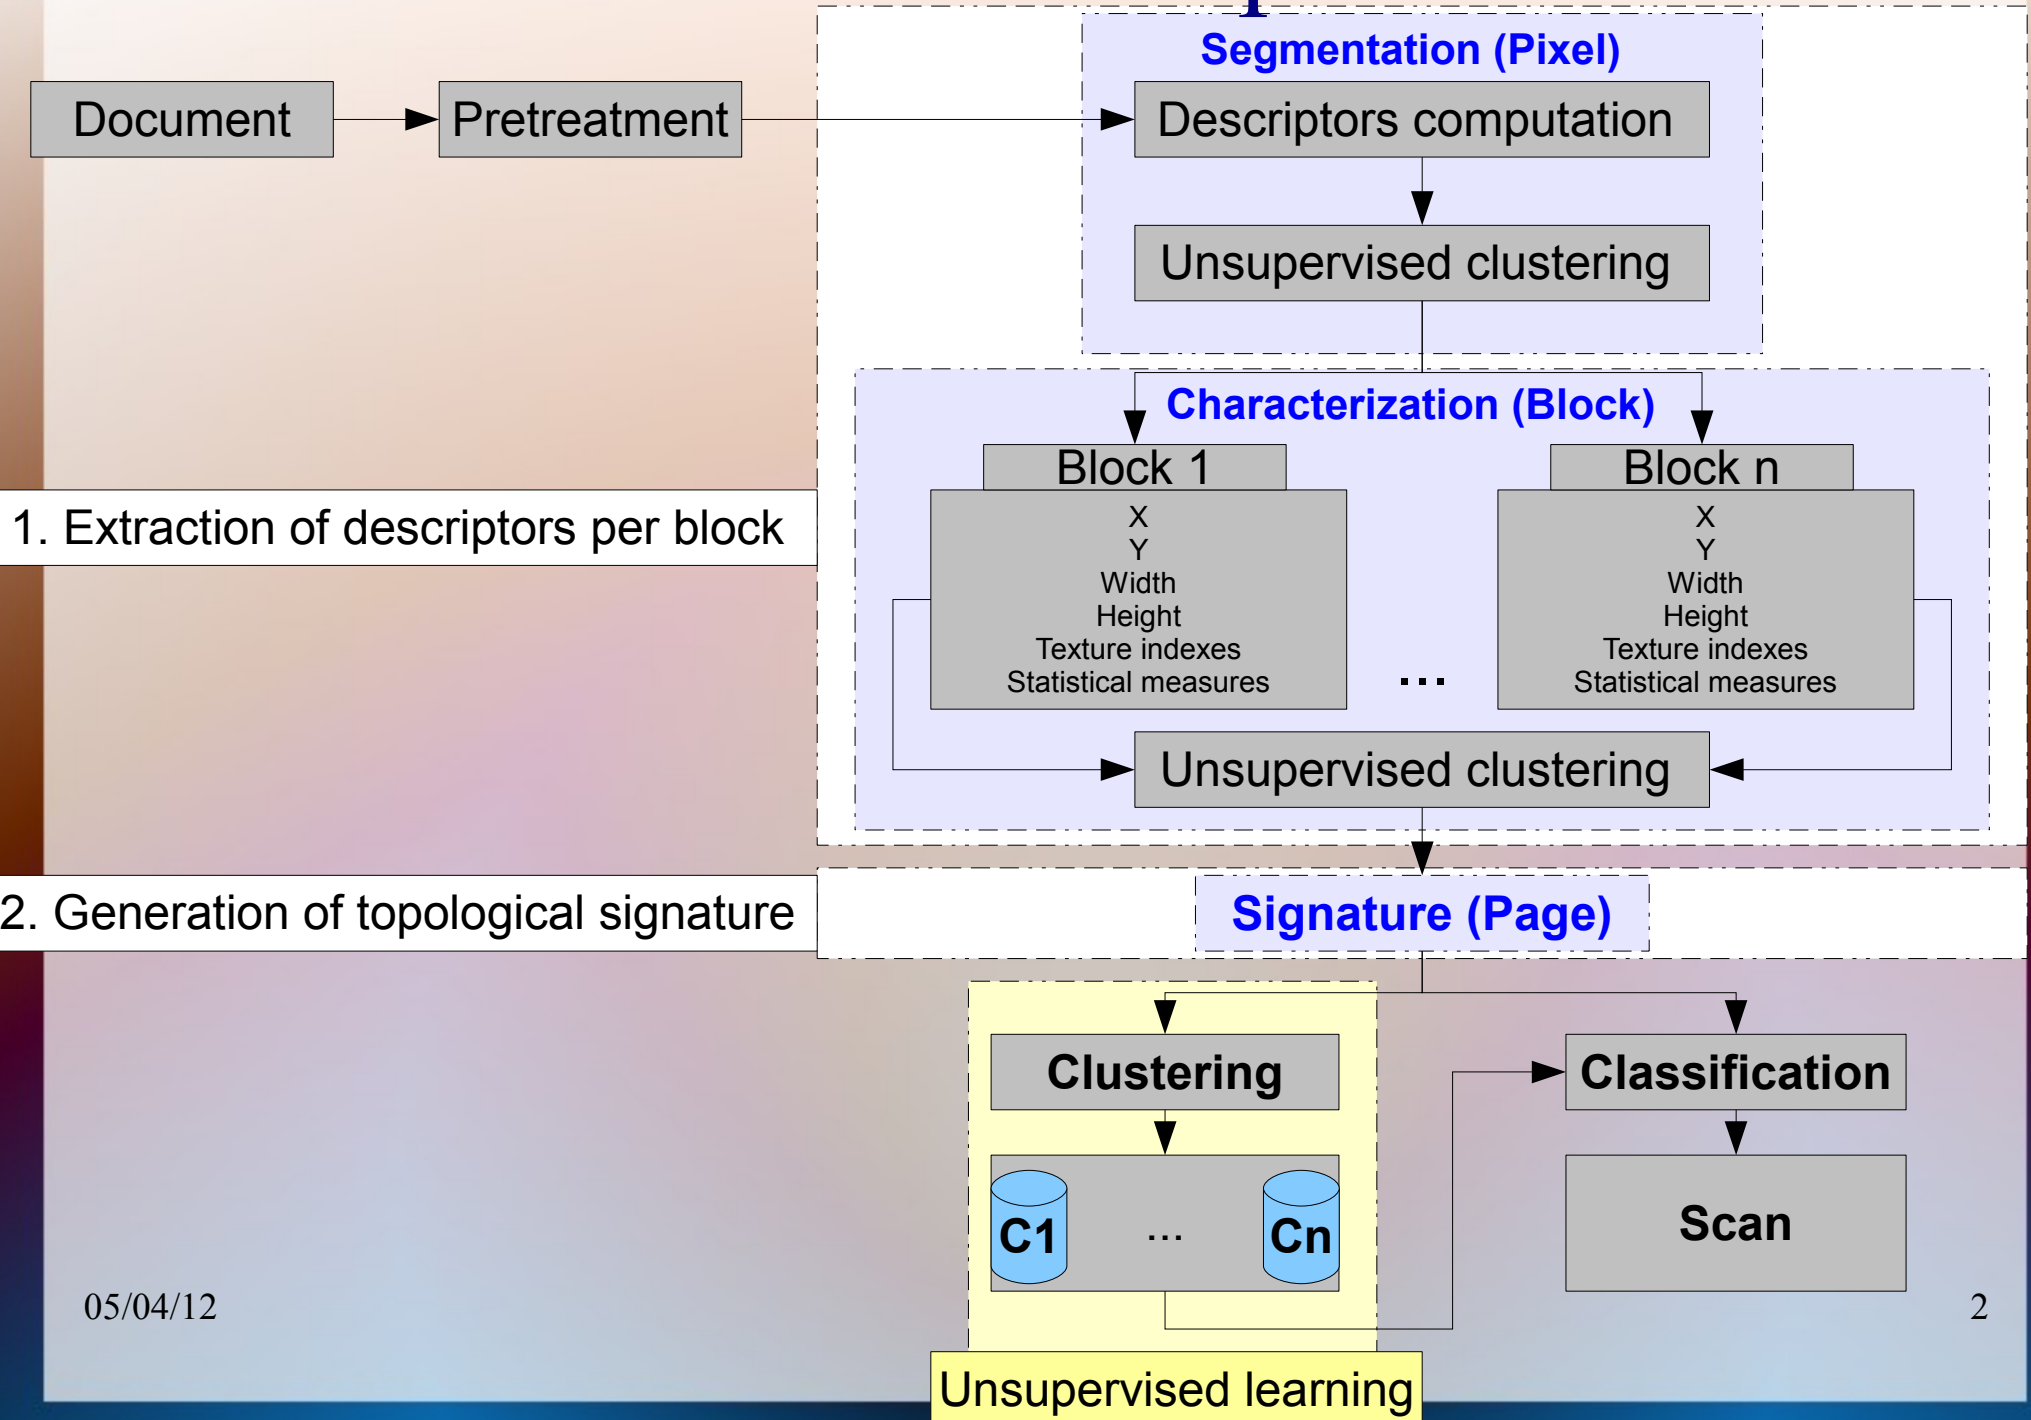 Segmentation (Pixel)
Document
Pretreatment
Descriptors computation
Unsupervised clustering
Characterization (Block)
Block 1
X
Y
Width
Height
Texture indexes
Statistical measures
...
Block n
X
Y
Width
Height
Texture indexes
Statistical measures
1. Extraction of descriptors per block
Unsupervised clustering
2. Generation of topological signature
Signature (Page)
Clustering
Classification
C1
...
Cn
Scan
05/04/12
2
Unsupervised learning